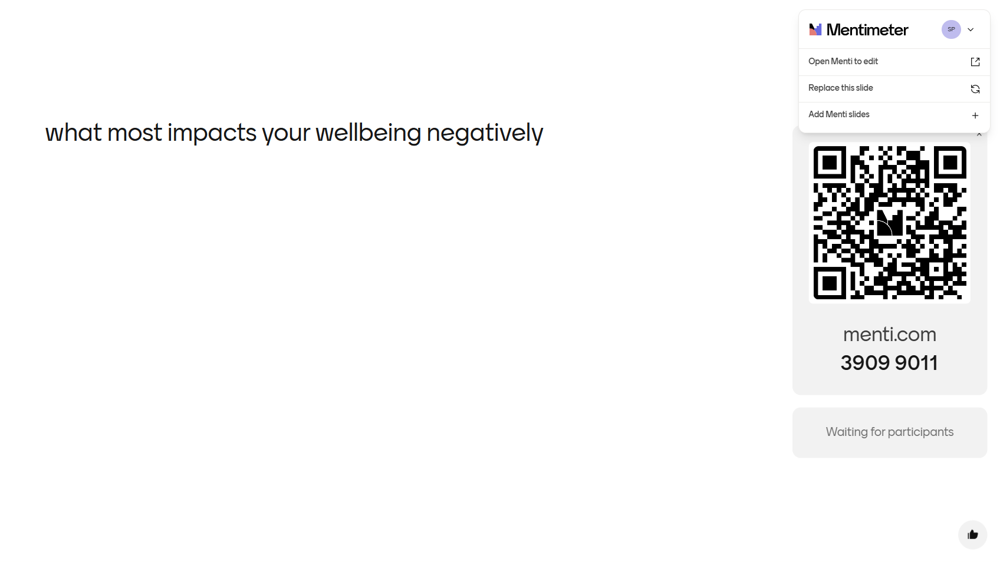 what most impacts your wellbeing negatively
Mentimeter
SP
Open Menti to edit
Replace this slide
Add Menti slides
menti.com
3909 9011
Waiting for participants